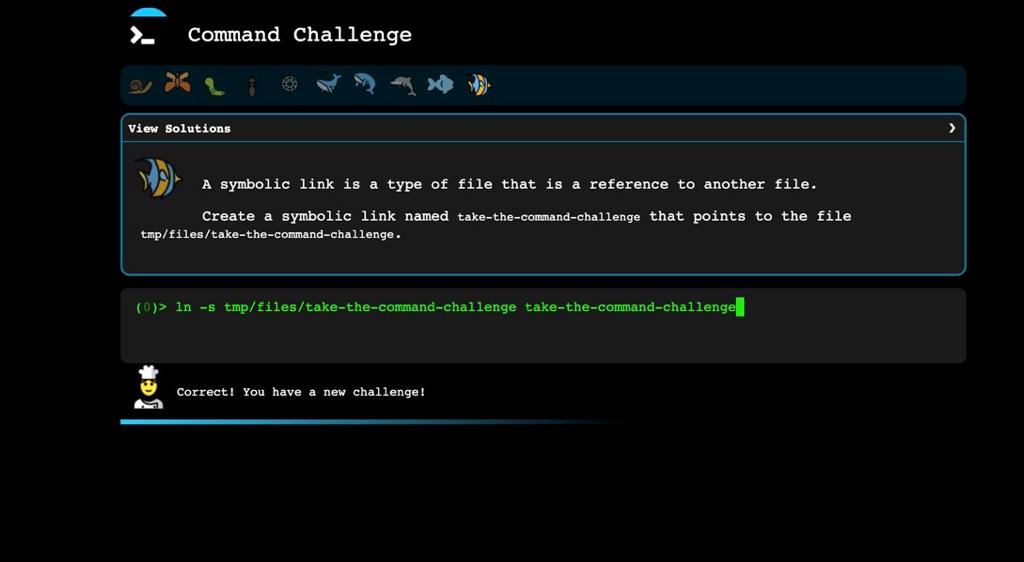 Command Challenge
View Solutions
A symbolic link is a type of file that is a reference to another file.
Create a symbolic link named take-the-command-challenge that points to the file
tmp/files/take-the-command-challenge.
(0)> ln -s tmp/files/take-the-command-challenge take-the-command-challenge
Correct! You have a new challenge!